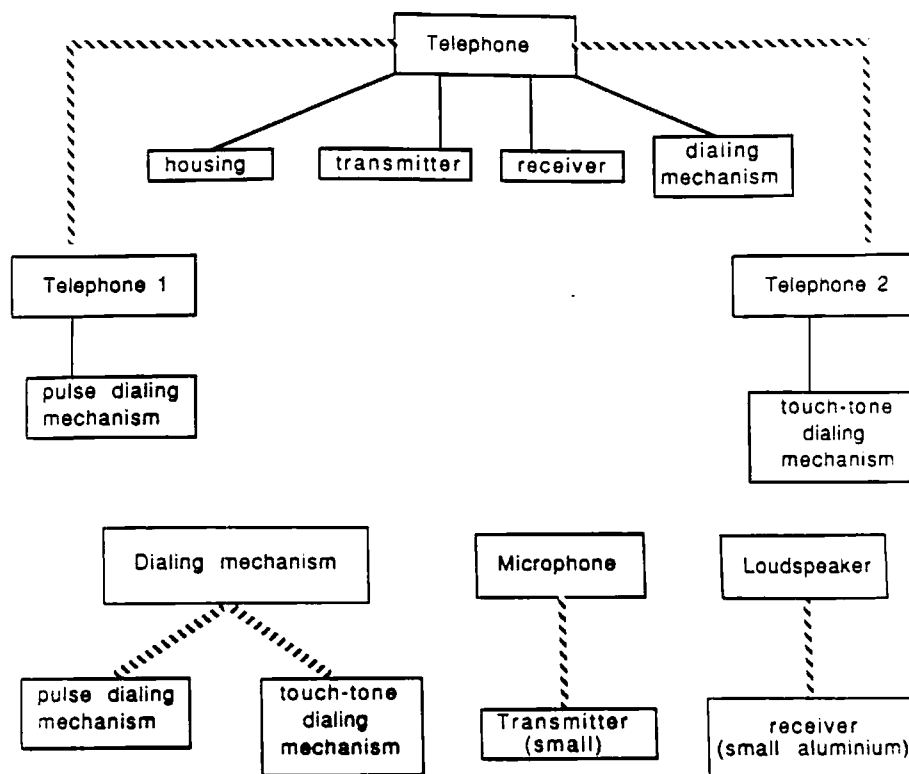 Telephone
housing
transmitter
receiver
dialing
mechanism
Telephone 1
Telephone 2
pulse dialing
mechanism
touch-tone
dialing
mechanism
Dialing mechanism
Microphone
Loudspeaker
pulse dialing
mechanism
touch-tone
dialing
mechanism
Transmitter
(small)
receiver
(small aluminium)